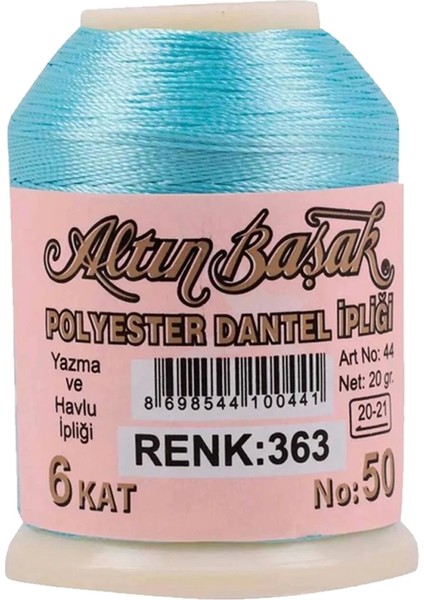 Altın Başak
POLYESTER DANTEL İPLİĞİ
Yazma
ve
Havlu
İpliği
8 698544 100441
Art No: 44
Net: 20 gr.
20-21
RENK:363
6 KAT
No: 50